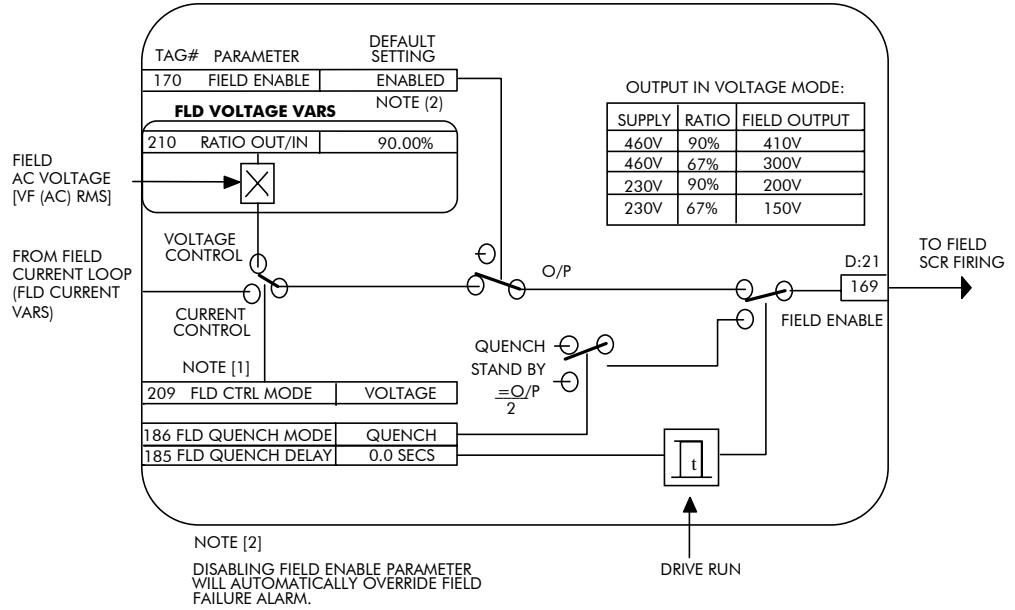 TAG# PARAMETER DEFAULT SETTING
170 FIELD ENABLE ENABLED
NOTE (2)
FLD VOLTAGE VARS
210 RATIO OUT/IN 90.00%
FIELD
AC VOLTAGE
[VF (AC) RMS]
OUTPUT IN VOLTAGE MODE:
SUPPLY RATIO FIELD OUTPUT
460V 90% 410V
460V 67% 300V
230V 90% 200V
230V 67% 150V
VOLTAGE
CONTROL
FROM FIELD
CURRENT LOOP
(FLD CURRENT
VARS)
CURRENT
CONTROL
O/P
D:21
169
FIELD ENABLE
TO FIELD
SCR FIRING
NOTE [1]
209 FLD CTRL MODE VOLTAGE
QUENCH
STAND BY
=O/P
2
186 FLD QUENCH MODE QUENCH
185 FLD QUENCH DELAY 0.0 SECS
t
DRIVE RUN
NOTE [2]
DISABLING FIELD ENABLE PARAMETER
WILL AUTOMATICALLY OVERRIDE FIELD
FAILURE ALARM.